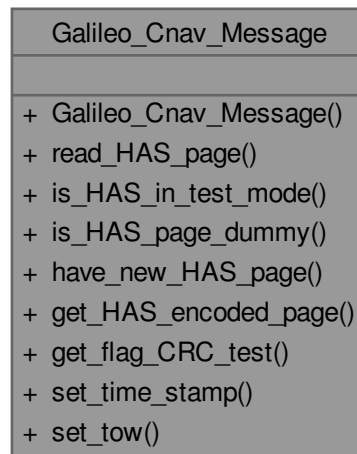 Galileo_Cnav_Message
+ Galileo_Cnav_Message()
+ read_HAS_page()
+ is_HAS_in_test_mode()
+ is_HAS_page_dummy()
+ have_new_HAS_page()
+ get_HAS_encoded_page()
+ get_flag_CRC_test()
+ set_time_stamp()
+ set_tow()